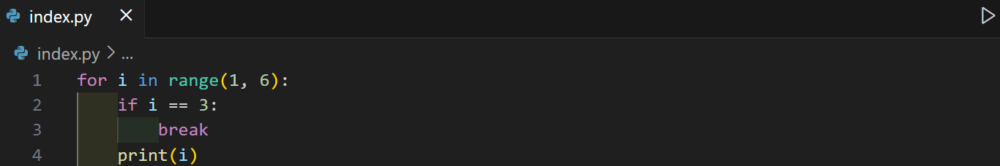 index.py ×
index.py > ...
1 for i in range(1, 6):
2     if i == 3:
3         break
4     print(i)